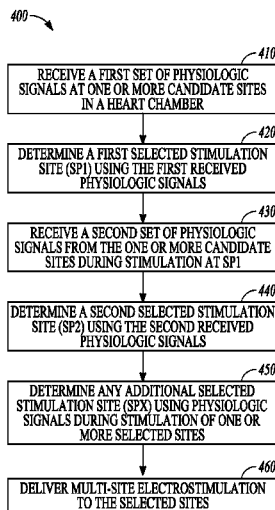 400
410
RECEIVE A FIRST SET OF PHYSIOLOGIC
SIGNALS AT ONE OR MORE CANDIDATE SITES
IN A HEART CHAMBER
420
DETERMINE A FIRST SELECTED STIMULATION
SITE (SP1) USING THE FIRST RECEIVED
PHYSIOLOGIC SIGNALS
430
RECEIVE A SECOND SET OF PHYSIOLOGIC
SIGNALS FROM THE ONE OR MORE CANDIDATE
SITES DURING STIMULATION AT SP1
440
DETERMINE A SECOND SELECTED STIMULATION
SITE (SP2) USING THE SECOND RECEIVED
PHYSIOLOGIC SIGNALS
450
DETERMINE ANY ADDITIONAL SELECTED
STIMULATION SITE (SPX) USING PHYSIOLOGIC
SIGNALS DURING STIMULATION OF ONE
OR MORE SELECTED SITES
460
DELIVER MULTI-SITE ELECTROSTIMULATION
TO THE SELECTED SITES